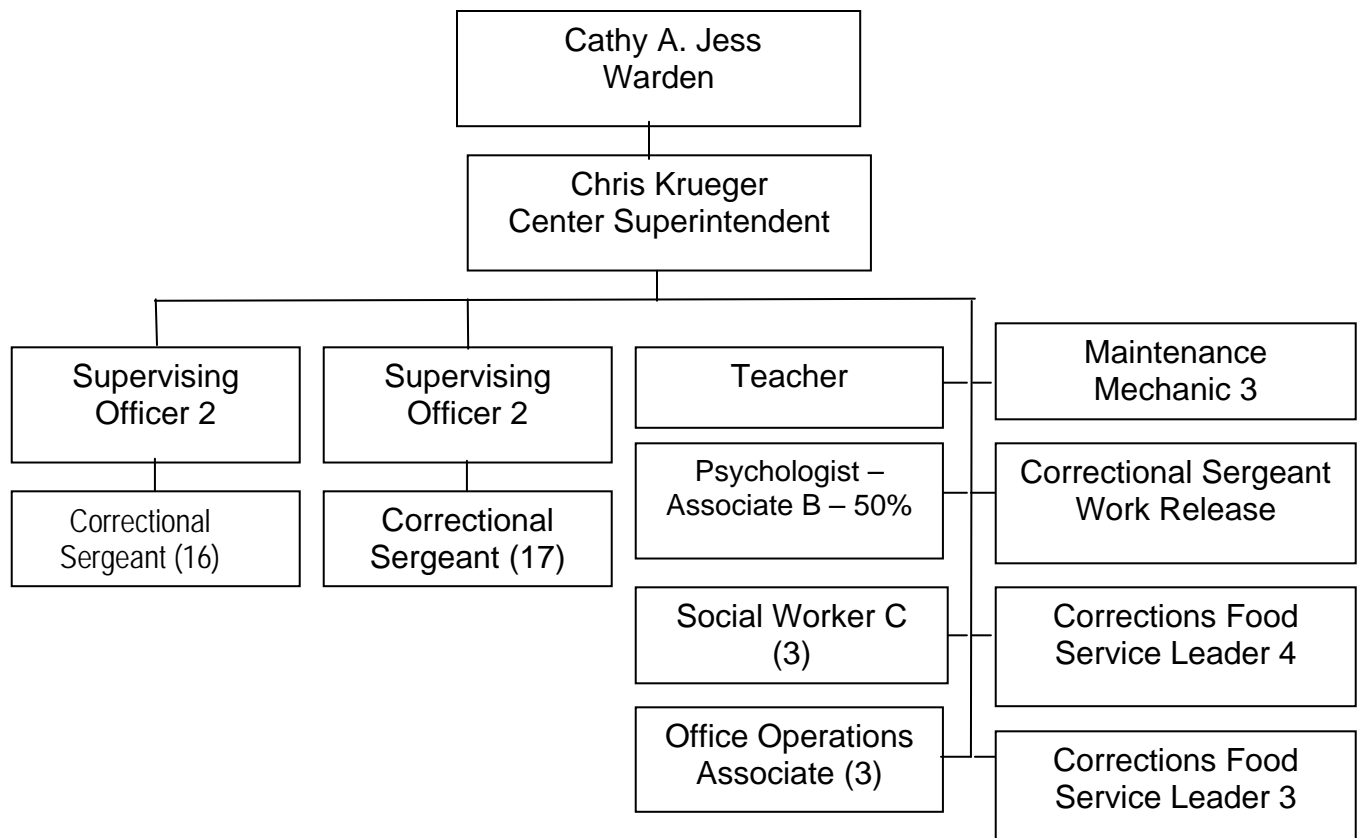 Cathy A. Jess
Warden
Chris Krueger
Center Superintendent
Supervising
Officer 2
Supervising
Officer 2
Teacher
Maintenance
Mechanic 3
Correctional
Sergeant (16)
Correctional
Sergeant (17)
Psychologist –
Associate B – 50%
Correctional Sergeant
Work Release
Social Worker C
(3)
Corrections Food
Service Leader 4
Office Operations
Associate (3)
Corrections Food
Service Leader 3